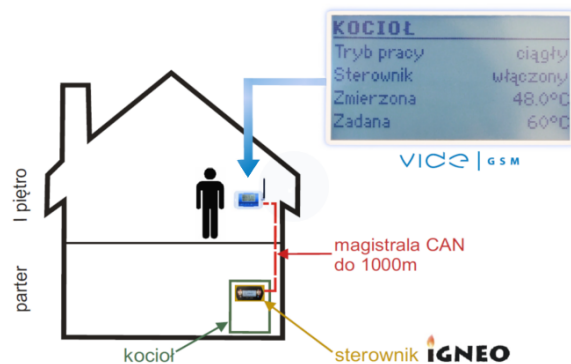 KOCIOŁ
Tryb pracy ciągły
Sterownik włączony
Zmierzona 48.0°C
Zadana 60°C
VIDE | GSM
I piętro
magistrala CAN
do 1000m
parter
kocioł
sterownik iGNEO